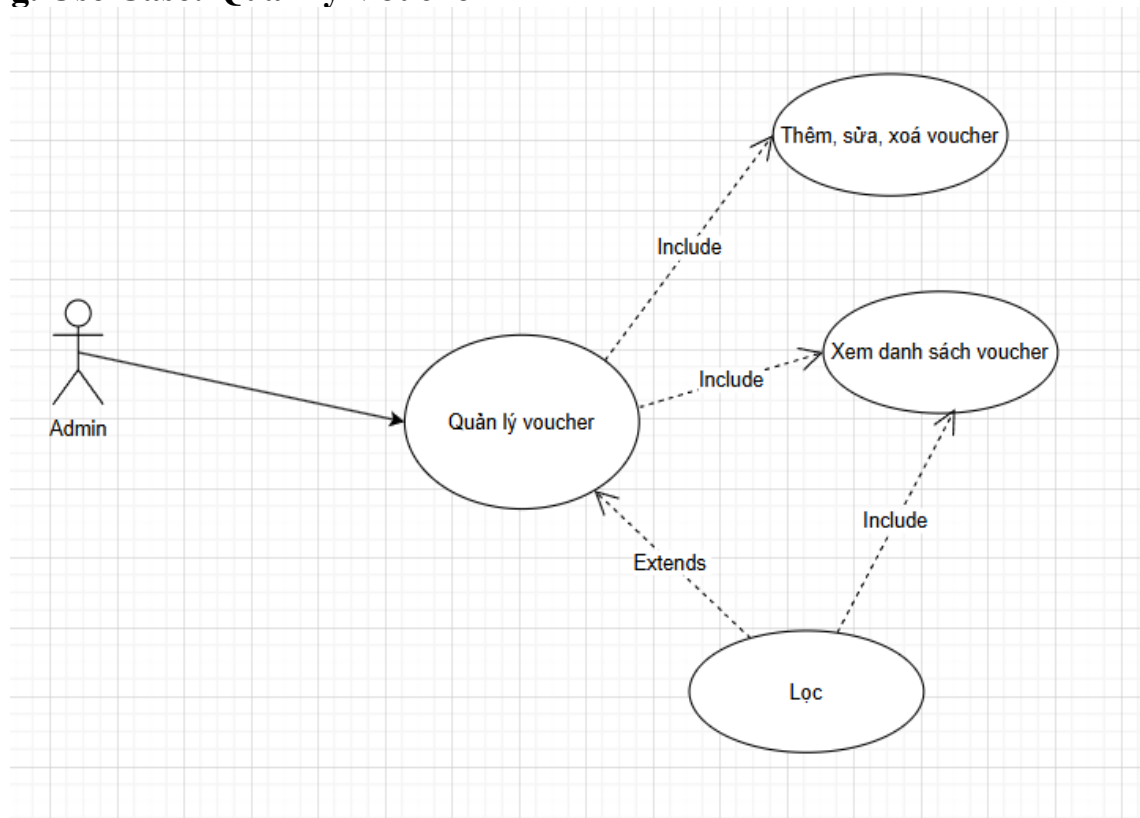 Thêm, sửa, xoá voucher
Include
Xem danh sách voucher
Include
Quản lý voucher
Admin
Include
Extends
Lọc